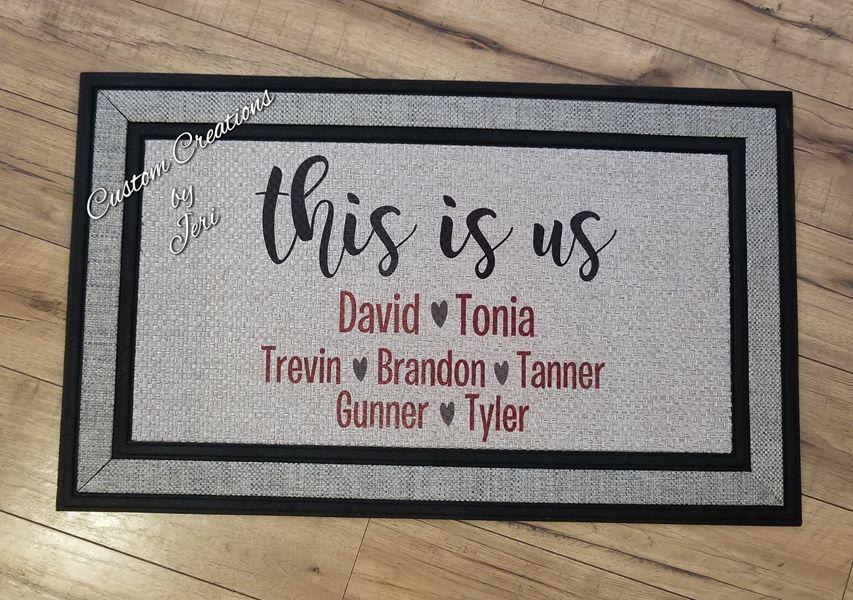 Custom Creations
by
Jeri
this is us
David ♥ Tonia
Trevin ♥ Brandon ♥ Tanner
Gunner ♥ Tyler